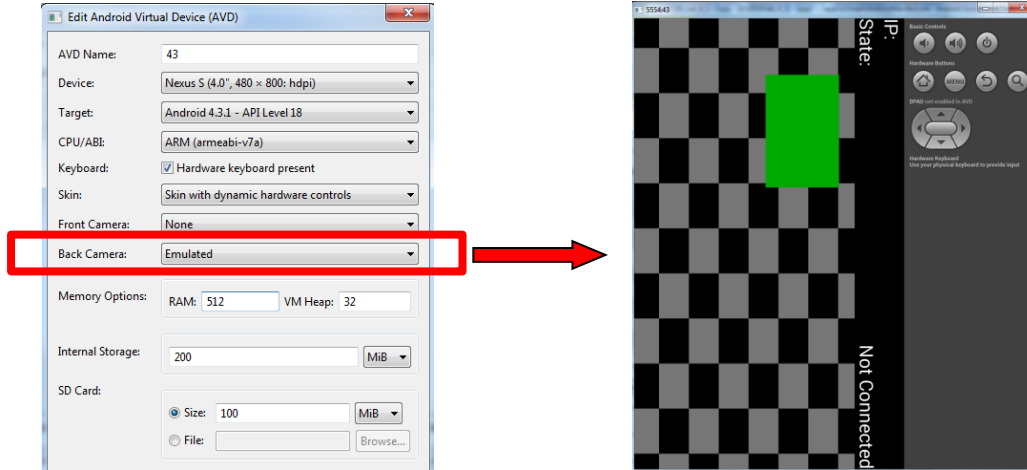 Edit Android Virtual Device (AVD)
AVD Name: 43
Device: Nexus S (4.0", 480 × 800: hdpi)
Target: Android 4.3.1 - API Level 18
CPU/ABI: ARM (armeabi-v7a)
Keyboard: Hardware keyboard present
Skin: Skin with dynamic hardware controls
Front Camera: None
Back Camera: Emulated
Memory Options: RAM: 512 VM Heap: 32
Internal Storage: 200 MiB
SD Card:
Size: 100 MiB
File: Browse...
5554:43
IP:
State:
Not Connected
Basic Controls
Hardware Buttons
MENU
DPAD not enabled in AVD
Hardware Keyboard
Use your physical keyboard to provide input